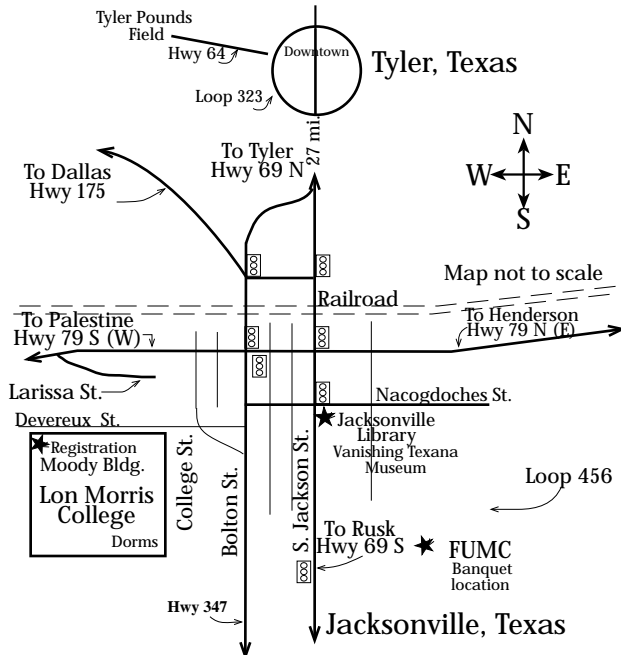 Tyler Pounds
Field
Hwy 64
Downtown
Tyler, Texas
Loop 323
27 mi.
To Tyler
Hwy 69 N
N
W E
S
To Dallas
Hwy 175
Map not to scale
Railroad
To Palestine
Hwy 79 S (W)
To Henderson
Hwy 79 N (E)
Larissa St.
Nacogdoches St.
Devereux St.
Registration
Moody Bldg.
Lon Morris
College
Dorms
College St.
Bolton St.
S. Jackson St.
Jacksonville
Library
Vanishing Texana
Museum
Loop 456
To Rusk
Hwy 69 S
FUMC
Banquet
location
Hwy 347
Jacksonville, Texas